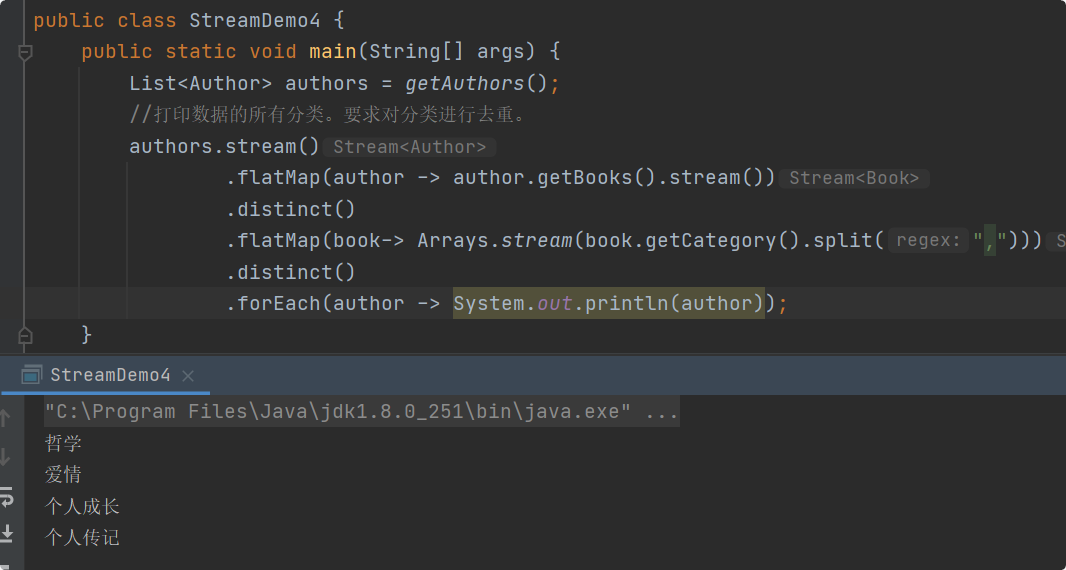 public class StreamDemo4 {
public static void main(String[] args) {
List<Author> authors = getAuthors();
//打印数据的所有分类。要求对分类进行去重。
authors.stream() Stream<Author>
.flatMap(author -> author.getBooks().stream()) Stream<Book>
.distinct()
.flatMap(book-> Arrays.stream(book.getCategory().split( regex: ","))) S
.distinct()
.forEach(author -> System.out.println(author));
}
StreamDemo4 ×
"C:\Program Files\Java\jdk1.8.0_251\bin\java.exe" ...
哲学
爱情
个人成长
个人传记